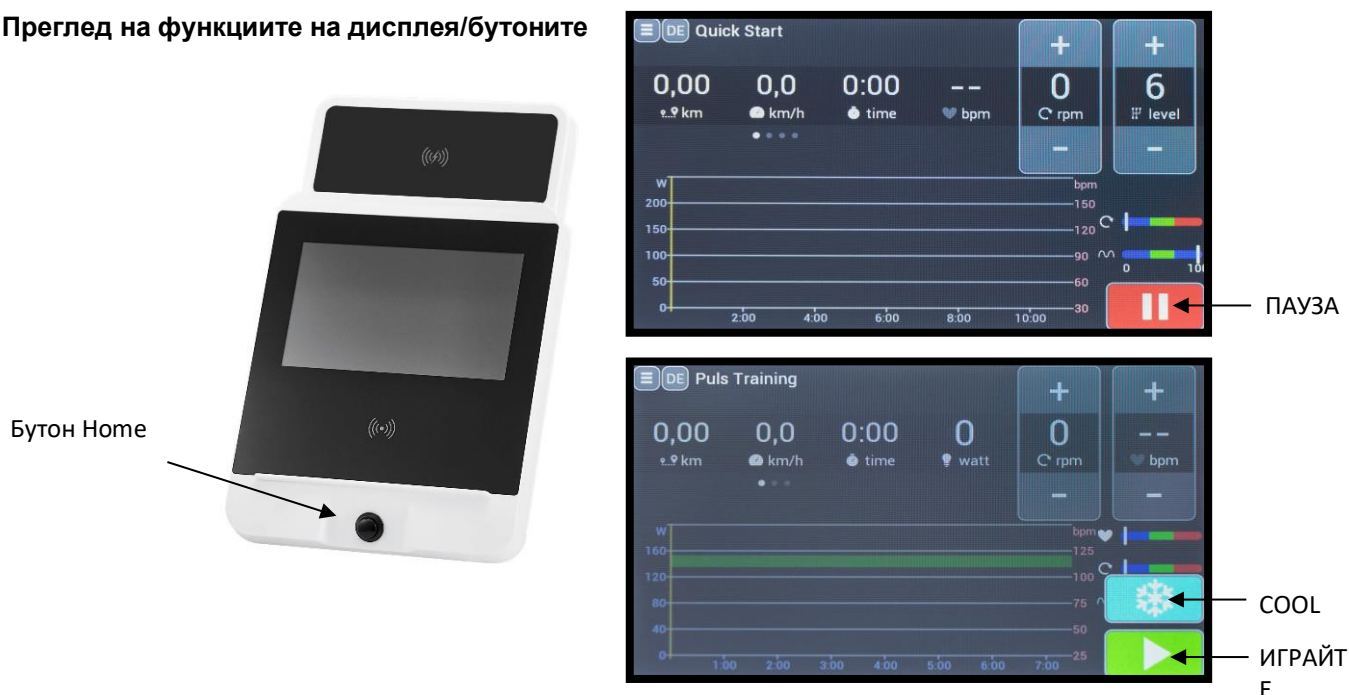 Преглед на функциите на дисплея/бутоните
Бутон Home
DE Quick Start
0,00 0,0 0:00 -- 0 6
km km/h time bpm rpm level
+ +
- -
W bpm
200 150
150 120
100 90
50 60
0 30
2:00 4:00 6:00 8:00 10:00
0 100
ПАУЗА
DE Puls Training
0,00 0,0 0:00 0 0 --
km km/h time watt rpm bpm
+ +
- -
W bpm
160 125
120 100
80 75
40 50
0 25
1:00 2:00 3:00 4:00 5:00 6:00 7:00
COOL
ИГРАЙТ
Е